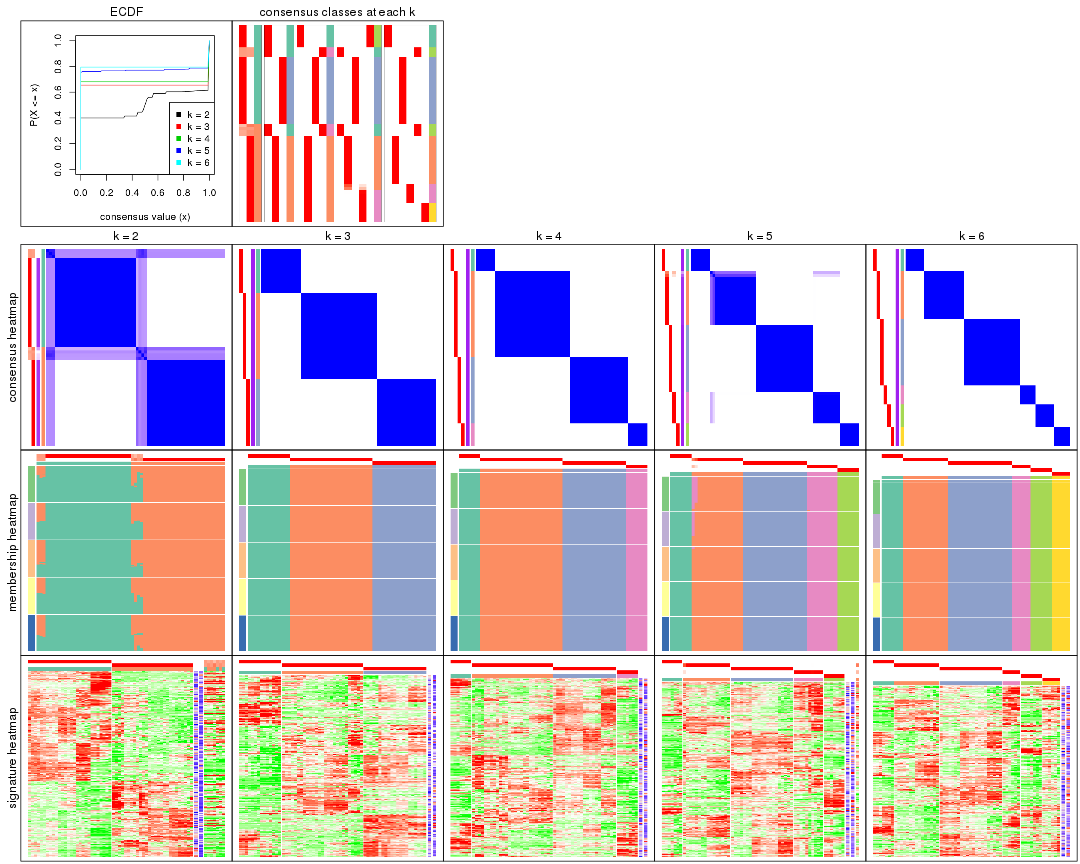 ECDF
consensus classes at each k
P(X <= x)
1.0
0.8
0.6
0.4
0.2
0.0
k = 2
k = 3
k = 4
k = 5
k = 6
0.0 0.2 0.4 0.6 0.8 1.0
consensus value (x)
k = 2 k = 3 k = 4 k = 5 k = 6
consensus heatmap
membership heatmap
signature heatmap